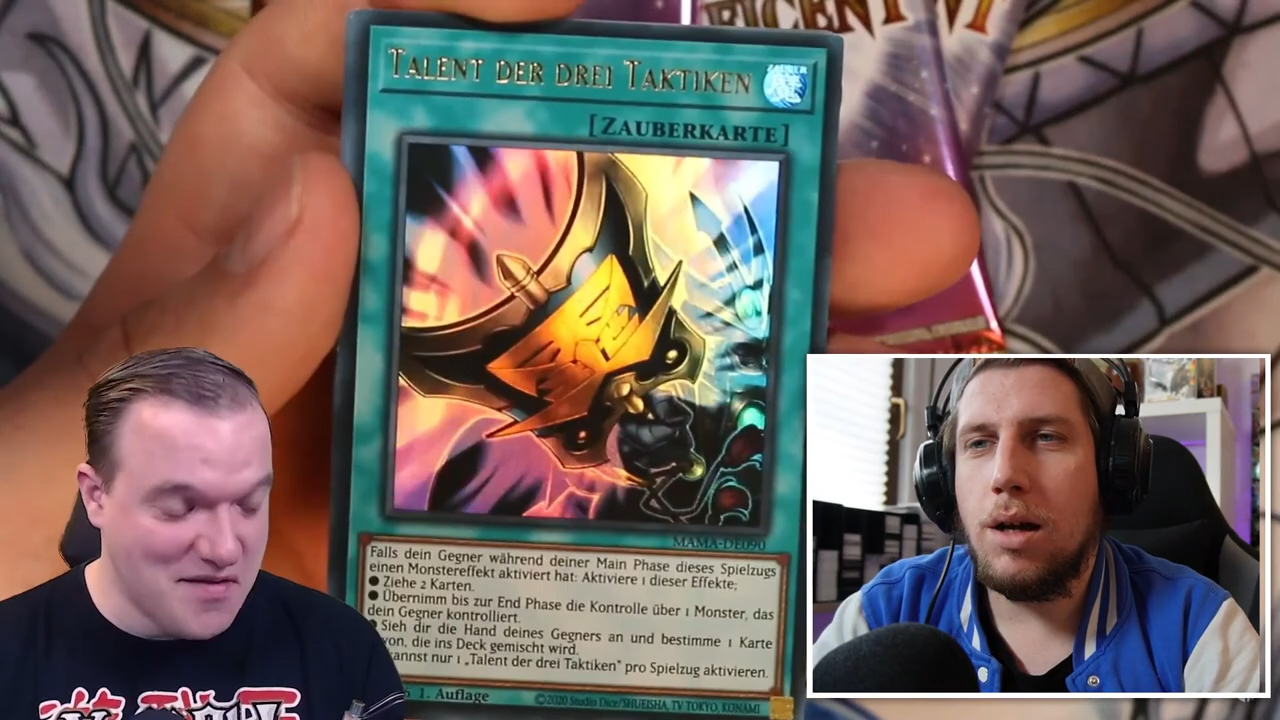 TALENT DER DREI TAKTIKEN
ZAUBER
[ZAUBERKARTE]
MAMA-DE090
Falls dein Gegner während deiner Main Phase dieses Spielzugs
einen Monstereffekt aktiviert hat: Aktiviere 1 dieser Effekte;
● Ziehe 2 Karten.
● Übernimm bis zur End Phase die Kontrolle über 1 Monster, das
dein Gegner kontrolliert.
● Sieh dir die Hand deines Gegners an und bestimme 1 Karte
von, die ins Deck gemischt wird.
kannst nur 1 „Talent der drei Taktiken" pro Spielzug aktivieren.
1. Auflage
©2020 Studio Dice/SHUEISHA, TV TOKYO, KONAMI